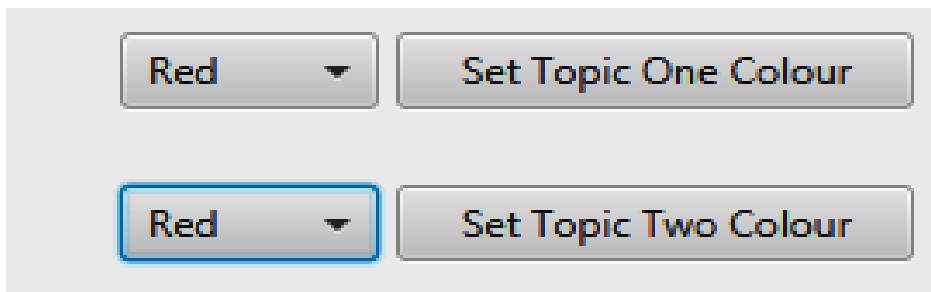 Red Set Topic One Colour
Red Set Topic Two Colour